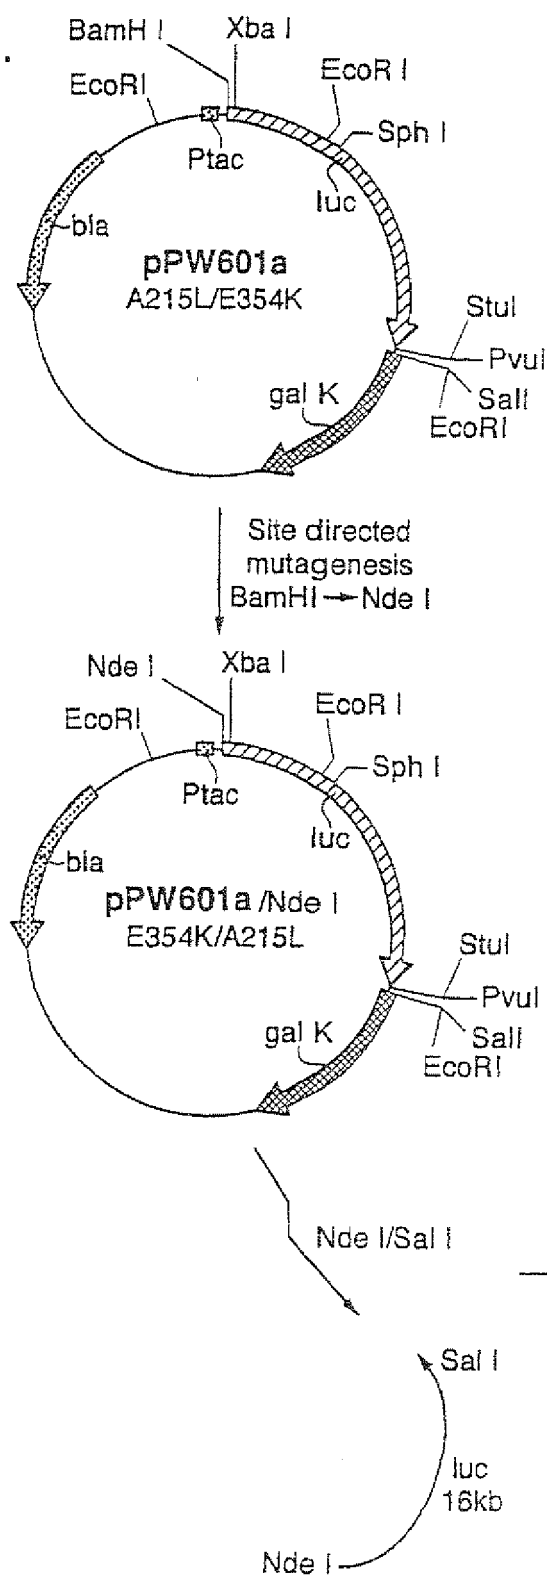 BamH I
Xba I
EcoRI
EcoR I
Sph I
Ptac
luc
bla
pPW601a
A215L/E354K
StuI
PvuI
SalI
EcoRI
gal K
Site directed
mutagenesis
BamHI → Nde I
Nde I
Xba I
EcoRI
EcoR I
Sph I
Ptac
luc
bla
pPW601a /Nde I
E354K/A215L
StuI
PvuI
SalI
EcoRI
gal K
Nde I/Sal I
Sal I
luc
16kb
Nde I